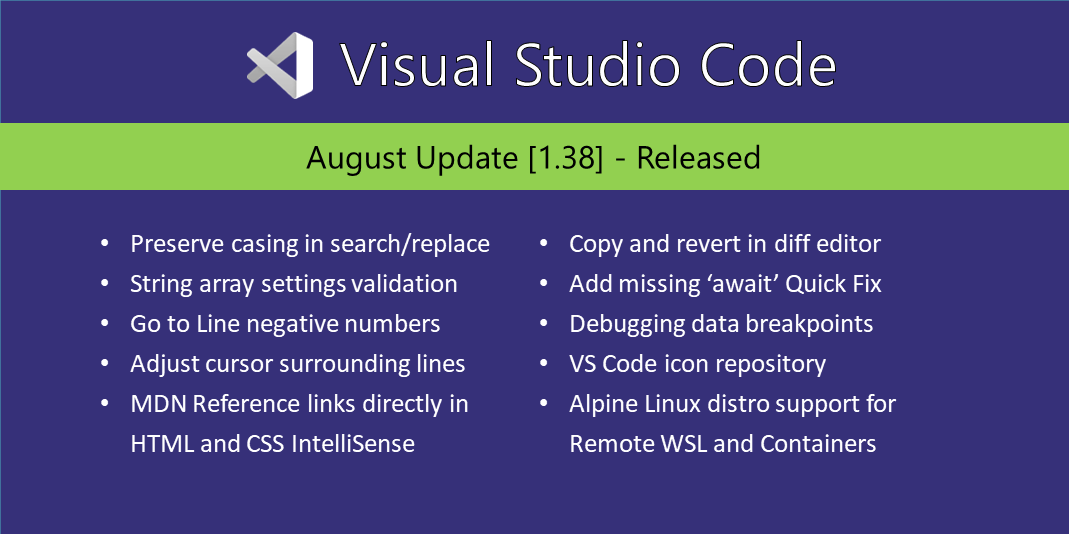 Visual Studio Code
August Update [1.38] - Released
• Preserve casing in search/replace
• String array settings validation
• Go to Line negative numbers
• Adjust cursor surrounding lines
• MDN Reference links directly in
HTML and CSS IntelliSense
• Copy and revert in diff editor
• Add missing ‘await’ Quick Fix
• Debugging data breakpoints
• VS Code icon repository
• Alpine Linux distro support for
Remote WSL and Containers